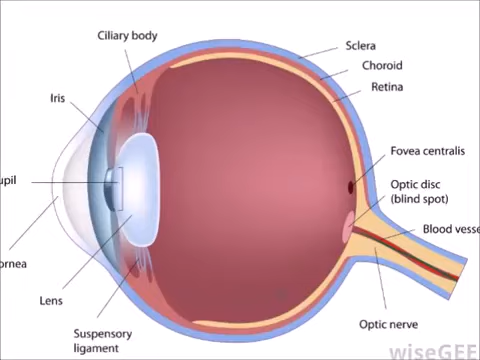 Ciliary body
Sclera
Choroid
Retina
Iris
Fovea centralis
upil
Optic disc
(blind spot)
Blood vesse
ornea
Lens
Optic nerve
Suspensory
ligament
wiseGEE